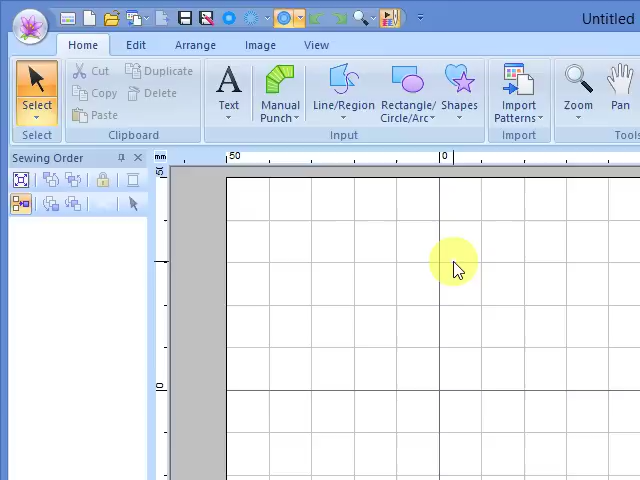 Untitled
Home Edit Arrange Image View
Select Cut Duplicate Copy Delete Paste Text Manual Punch Line/Region Rectangle/ Circle/Arc Shapes Import Patterns Zoom Pan
Select Clipboard Input Import Tools
Sewing Order mm 50 0
50
0